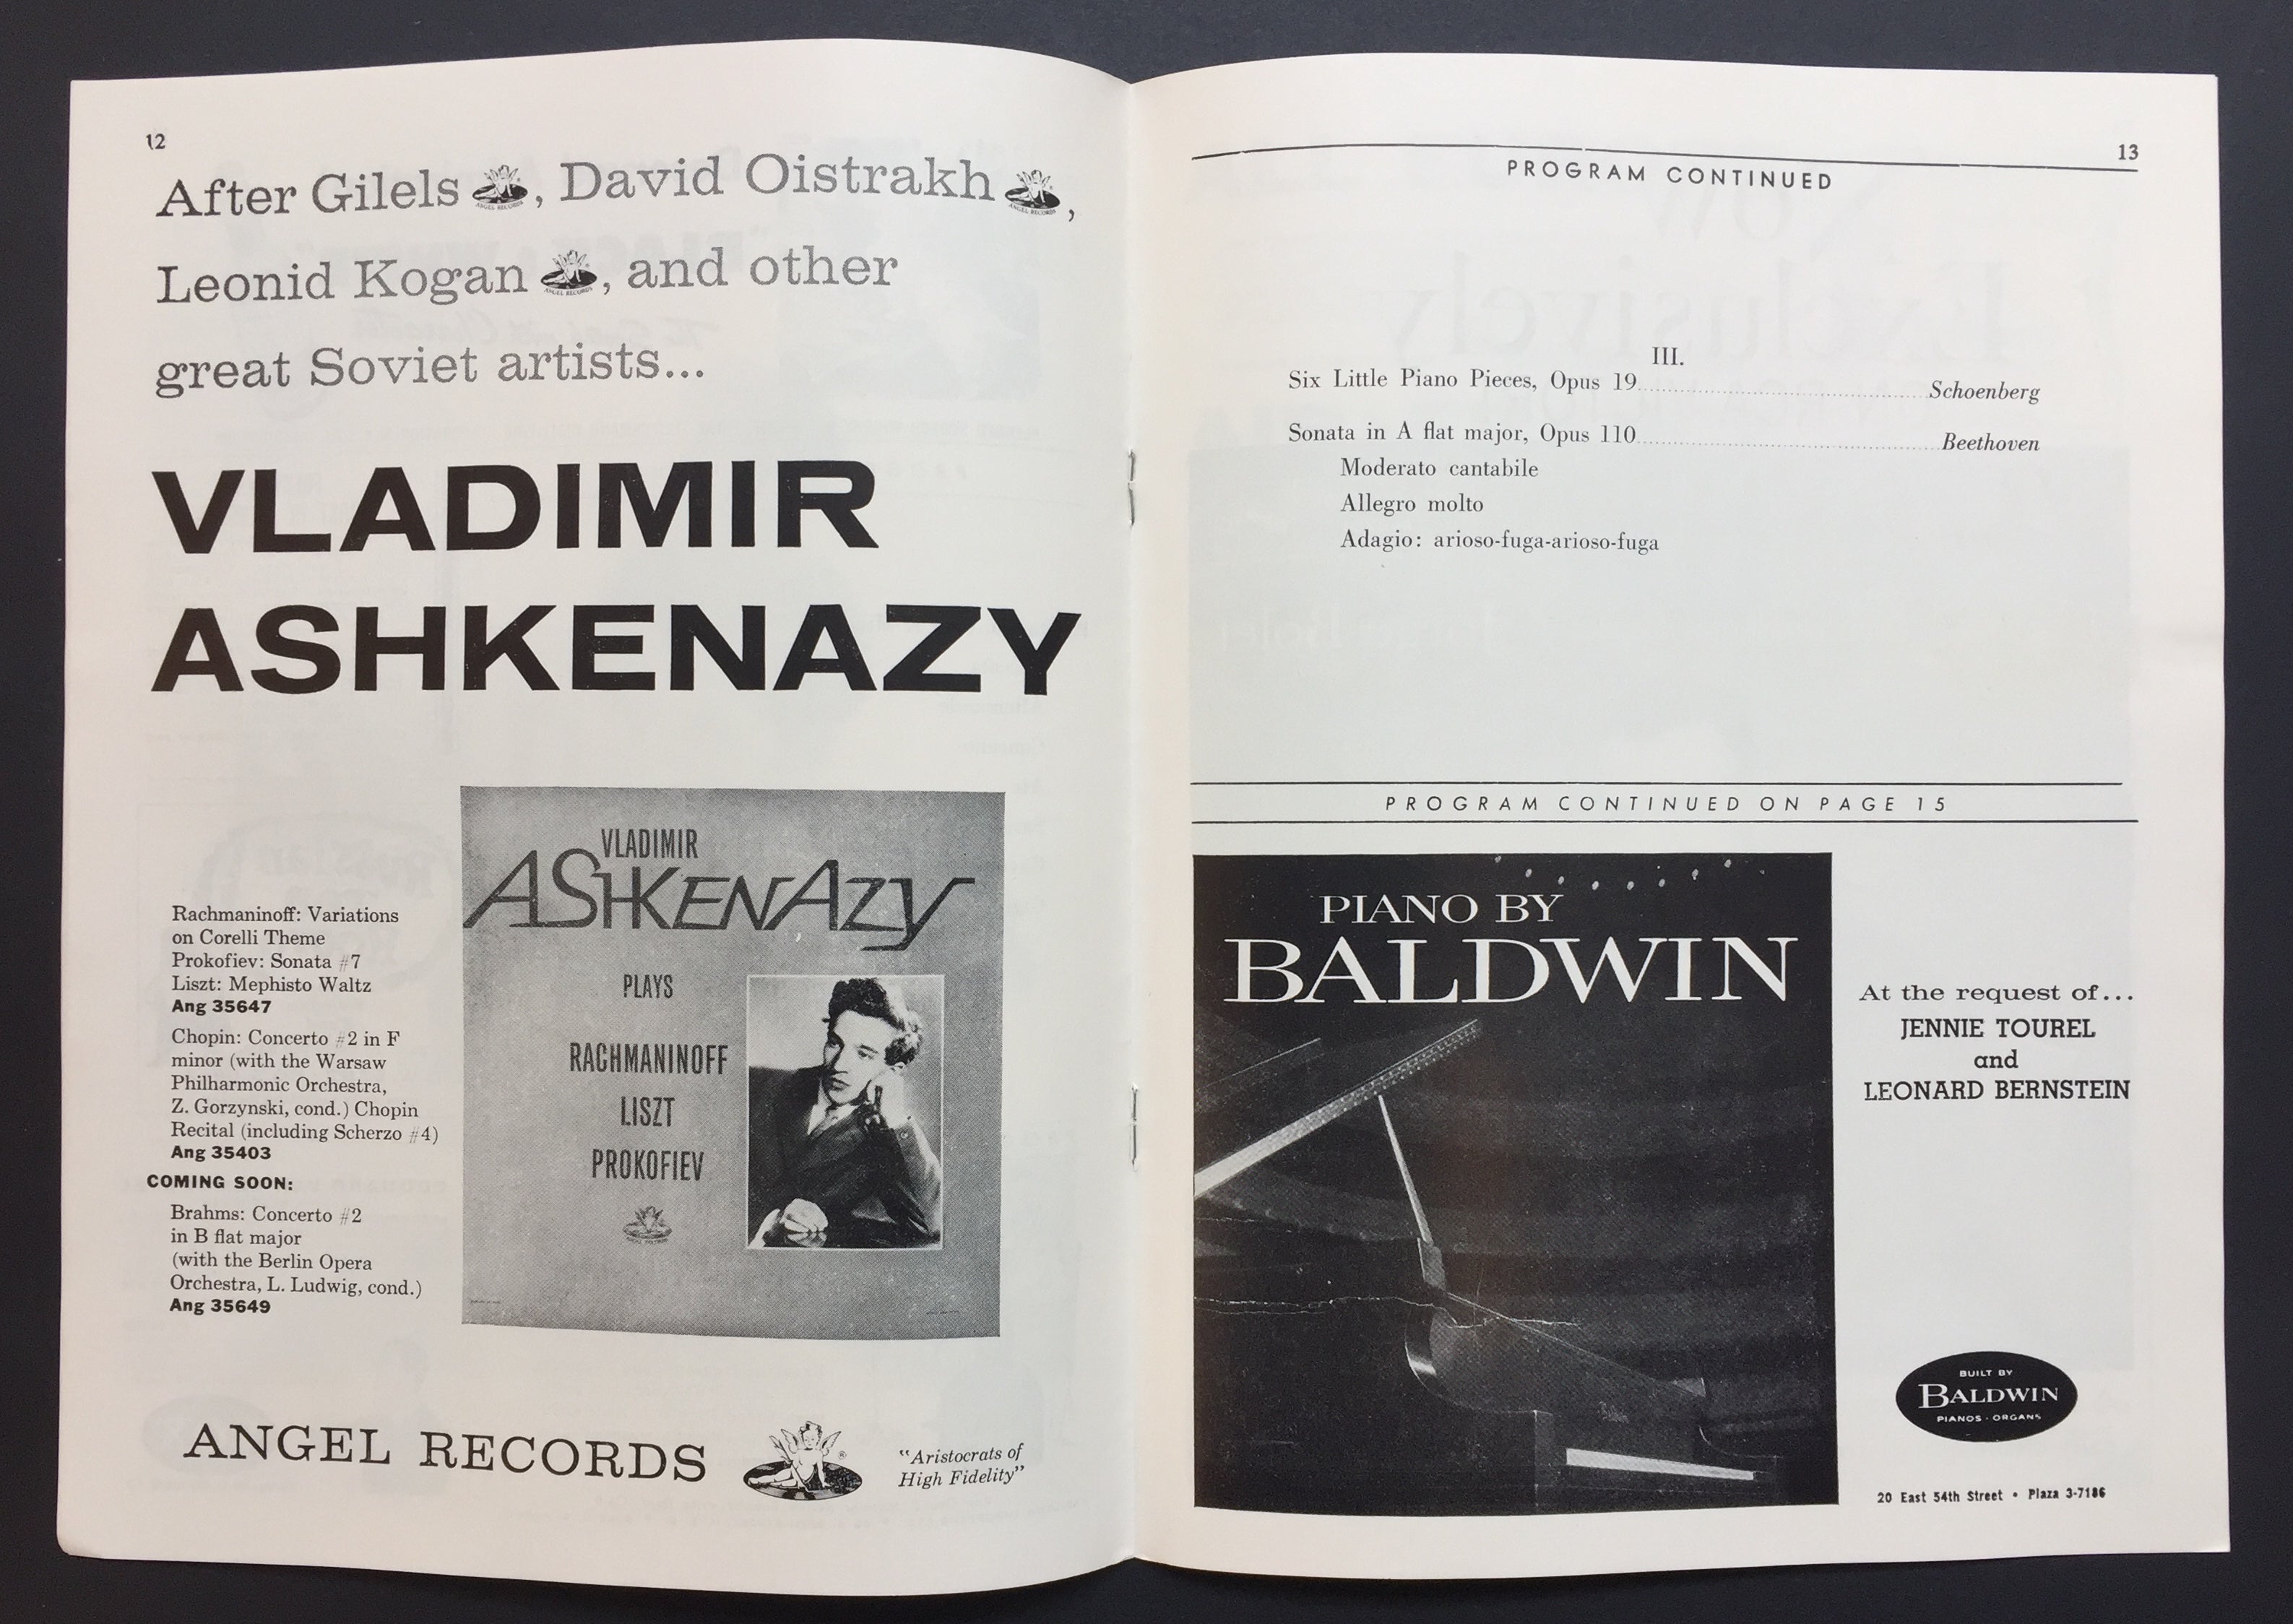 12
After Gilels, David Oistrakh,
Leonid Kogan, and other
great Soviet artists...
VLADIMIR
ASHKENAZY
Rachmaninoff: Variations
on Corelli Theme
Prokofiev: Sonata #7
Liszt: Mephisto Waltz
Ang 35647
Chopin: Concerto #2 in F
minor (with the Warsaw
Philharmonic Orchestra,
Z. Gorzynski, cond.) Chopin
Recital (including Scherzo #4)
Ang 35403
COMING SOON:
Brahms: Concerto #2
in B flat major
(with the Berlin Opera
Orchestra, L. Ludwig, cond.)
Ang 35649
VLADIMIR
ASHKENAZY
PLAYS
RACHMANINOFF
LISZT
PROKOFIEV
ANGEL RECORDS
"Aristocrats of
High Fidelity"
13
PROGRAM CONTINUED
III.
Six Little Piano Pieces, Opus 19 Schoenberg
Sonata in A flat major, Opus 110 Beethoven
Moderato cantabile
Allegro molto
Adagio: arioso-fuga-arioso-fuga
PROGRAM CONTINUED ON PAGE 15
PIANO BY
BALDWIN
At the request of...
JENNIE TOUREL
and
LEONARD BERNSTEIN
BUILT BY
BALDWIN
PIANOS · ORGANS
20 East 54th Street • Plaza 3-7186